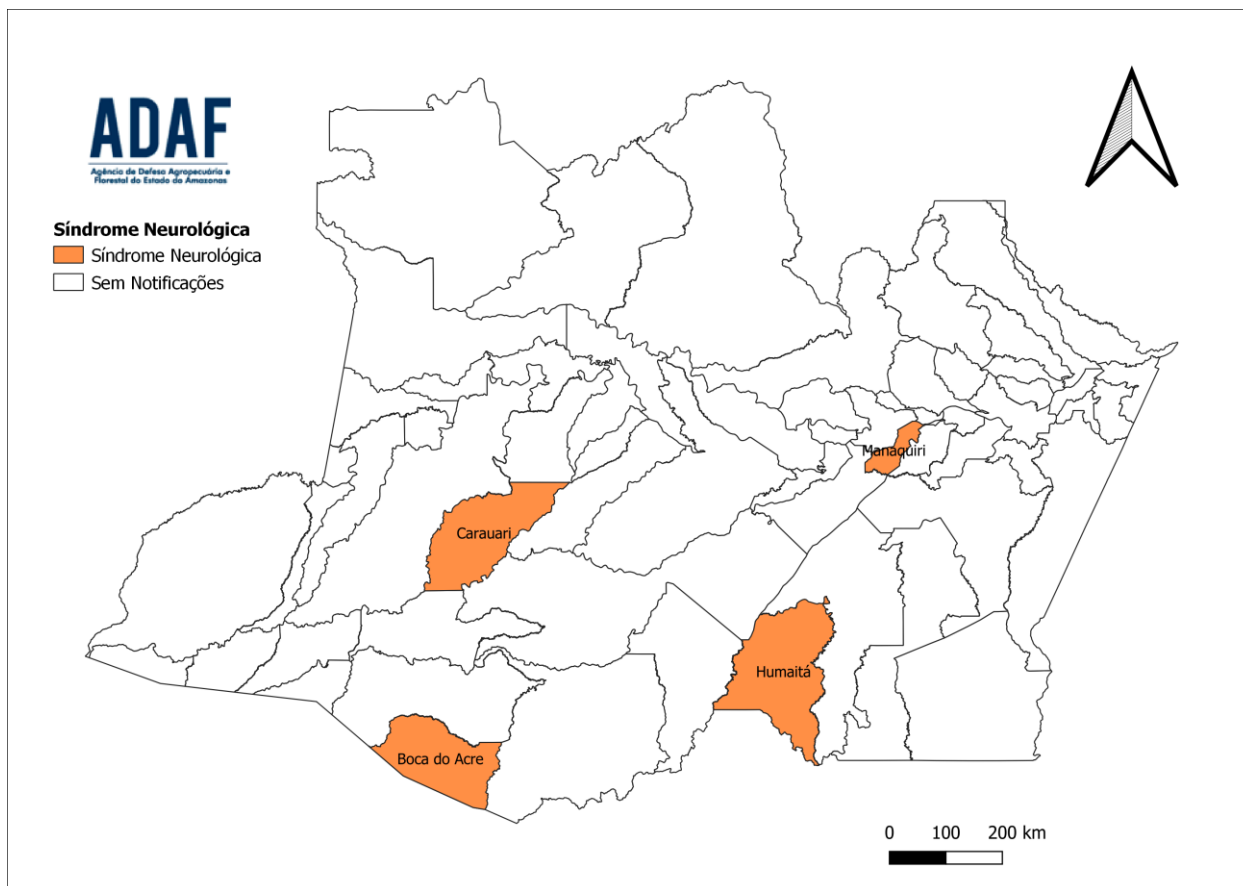 ADAF
Agência de Defesa Agropecuária e
Florestal do Estado do Amazonas
Síndrome Neurológica
Síndrome Neurológica
Sem Notificações
Manaquiri
Carauari
Humaitá
Boca do Acre
0 100 200 km